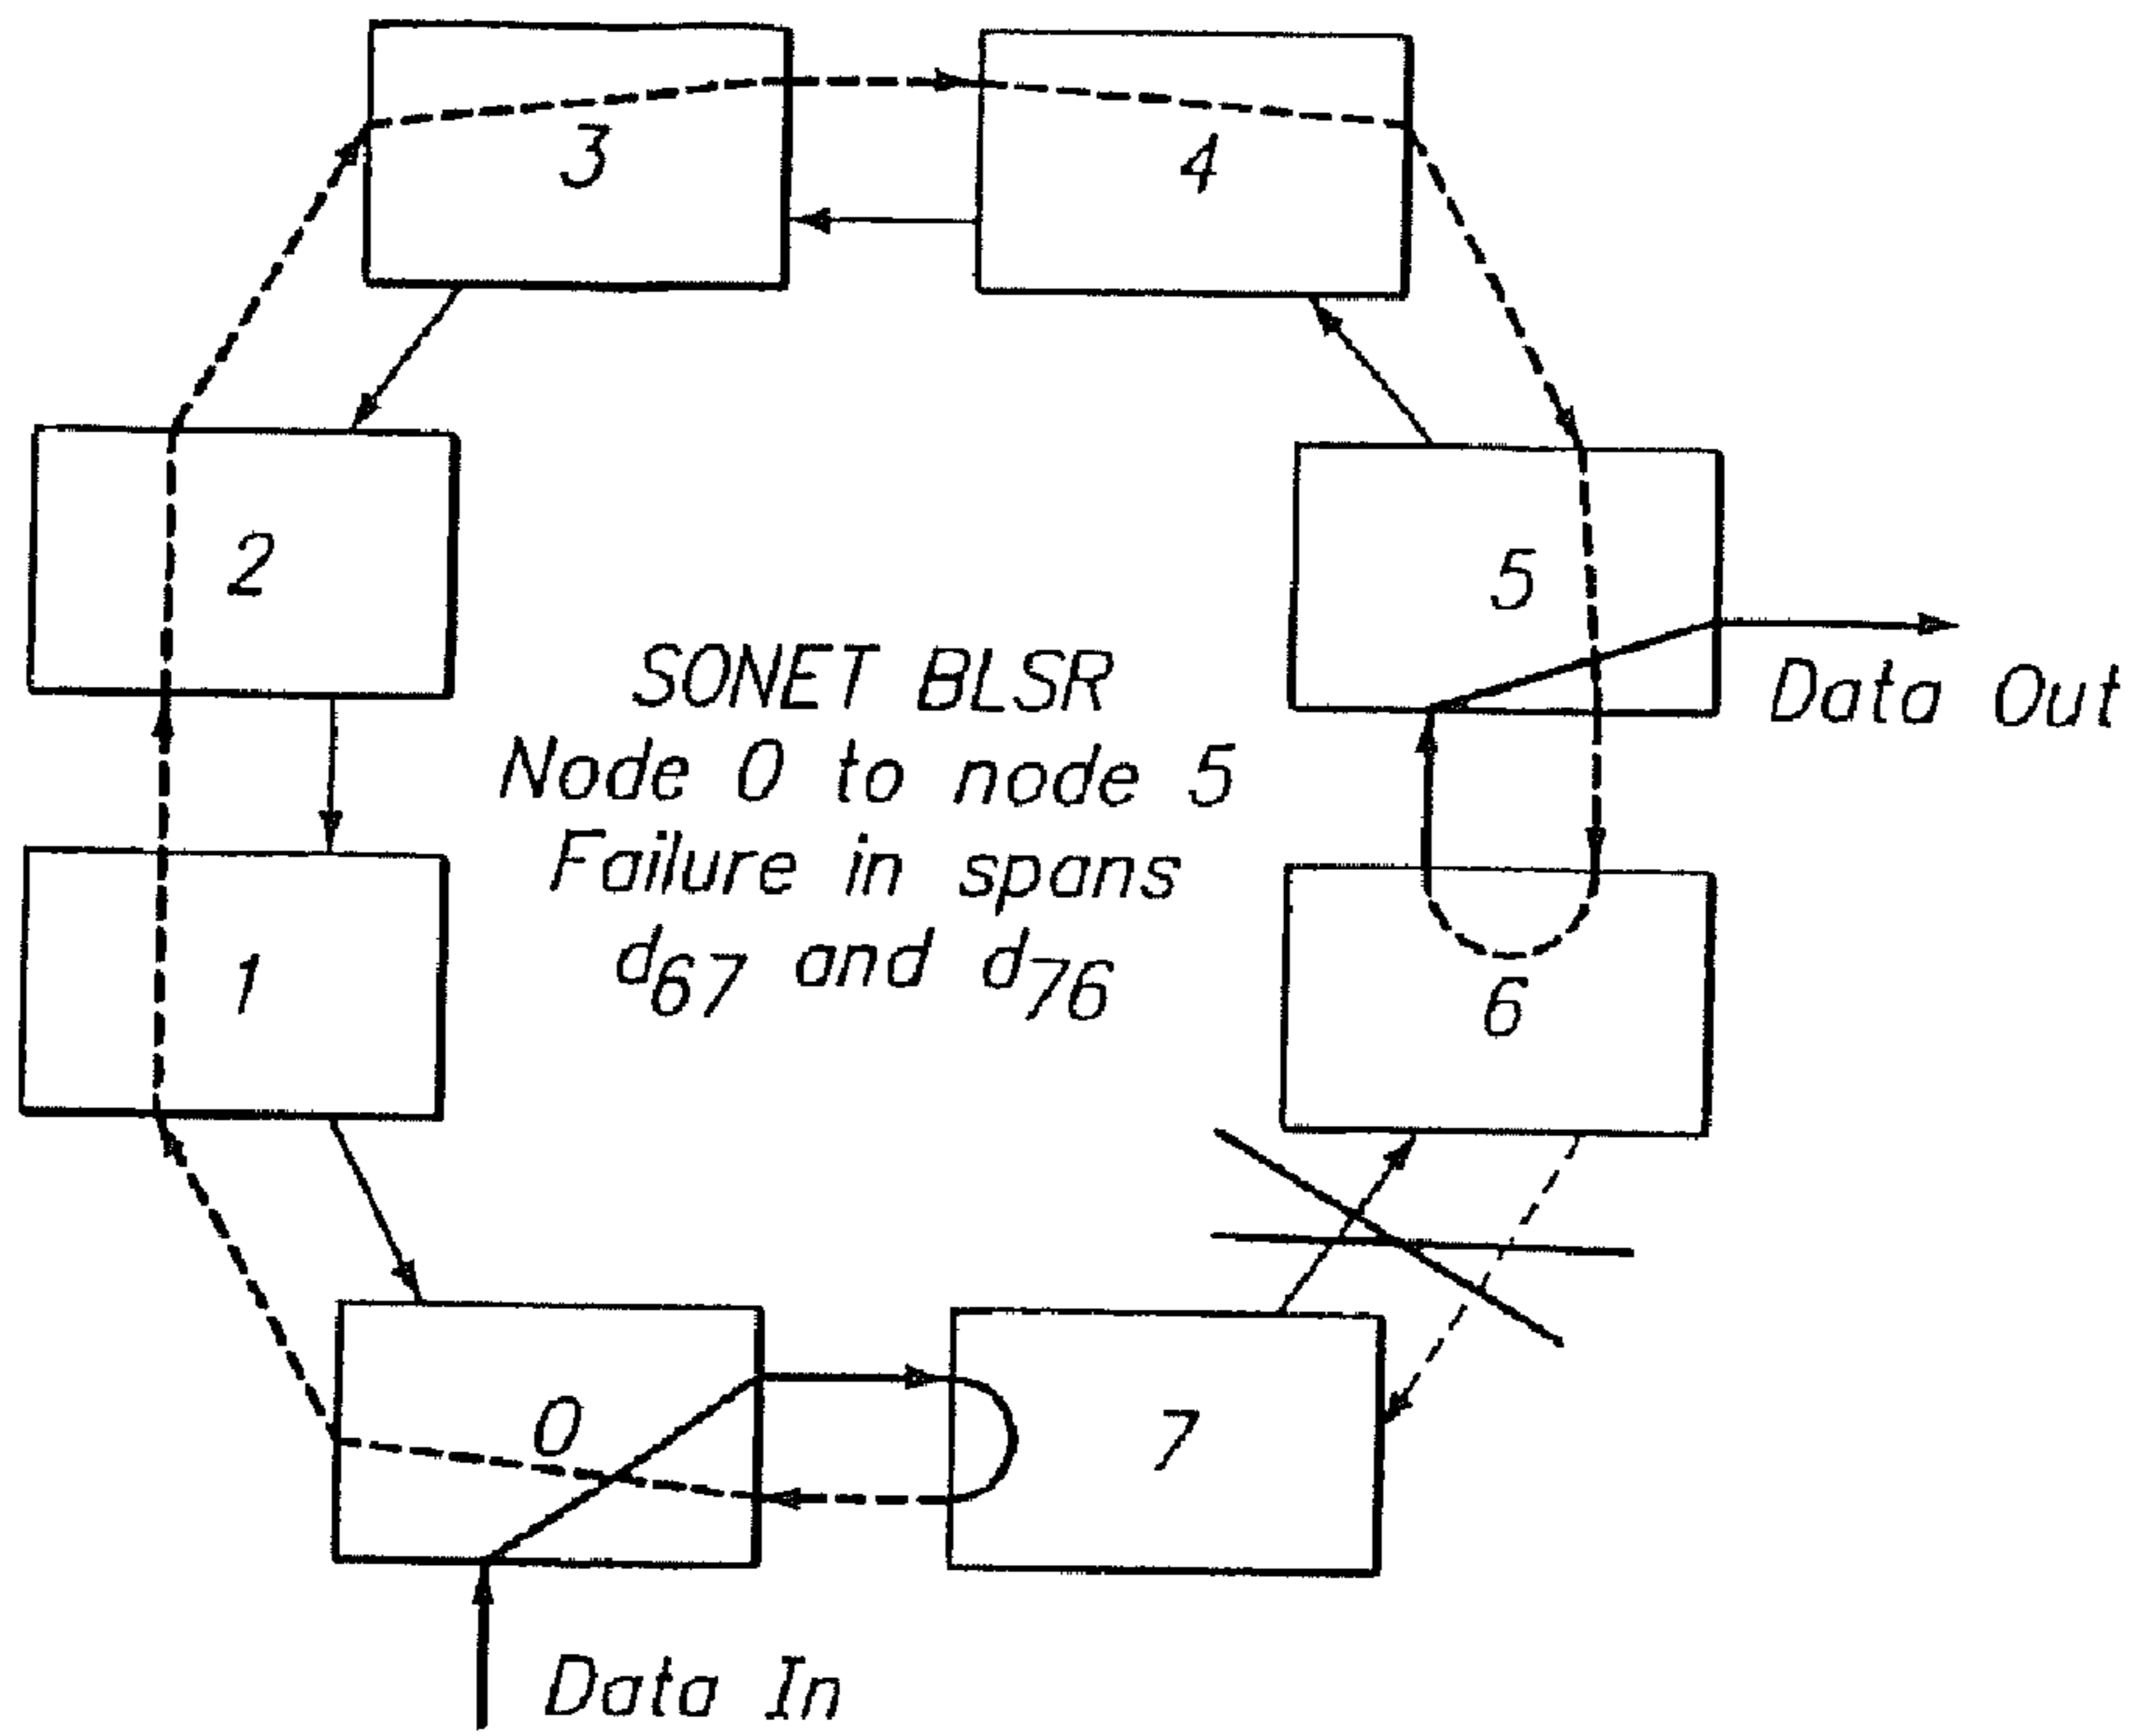 3
4
2
5
SONET BLSR
Node 0 to node 5
Failure in spans
d67 and d76
Data Out
1
6
0
7
Data In